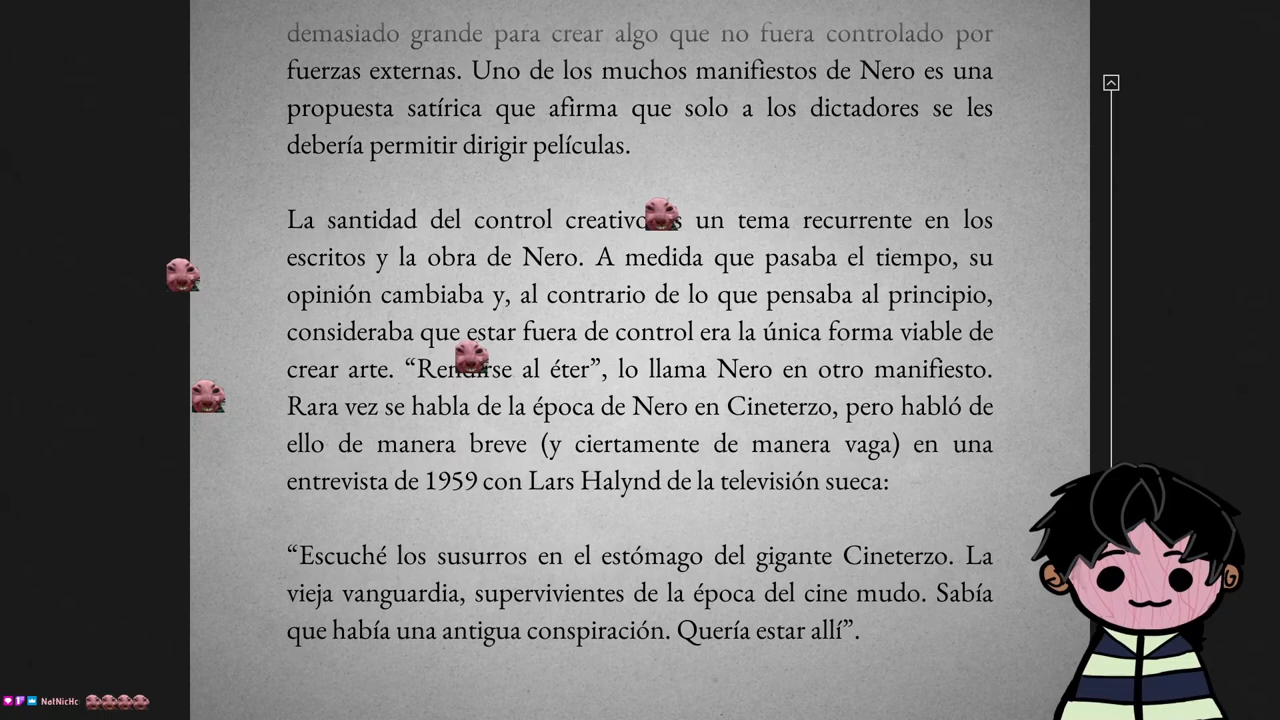 demasiado grande para crear algo que no fuera controlado por
fuerzas externas. Uno de los muchos manifiestos de Nero es una
propuesta satírica que afirma que solo a los dictadores se les
debería permitir dirigir películas.
La santidad del control creativo un tema recurrente en los
escritos y la obra de Nero. A medida que pasaba el tiempo, su
opinión cambiaba y, al contrario de lo que pensaba al principio,
consideraba que estar fuera de control era la única forma viable de
crear arte. “Rendirse al éter”, lo llama Nero en otro manifiesto.
Rara vez se habla de la época de Nero en Cineterzo, pero habló de
ello de manera breve (y ciertamente de manera vaga) en una
entrevista de 1959 con Lars Halynd de la televisión sueca:
“Escuché los susurros en el estómago del gigante Cineterzo. La
vieja vanguardia, supervivientes de la época del cine mudo. Sabía
que había una antigua conspiración. Quería estar allí”.